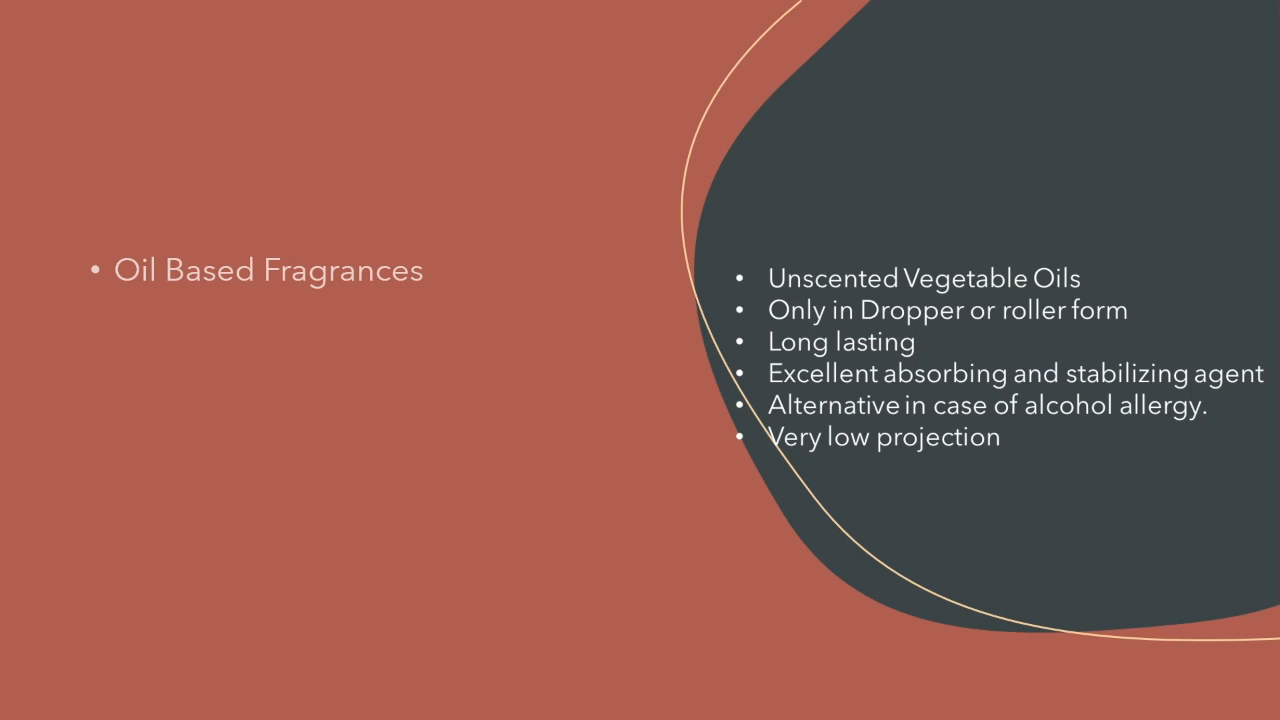 • Oil Based Fragrances
• Unscented Vegetable Oils
• Only in Dropper or roller form
• Long lasting
• Excellent absorbing and stabilizing agent
• Alternative in case of alcohol allergy.
• Very low projection